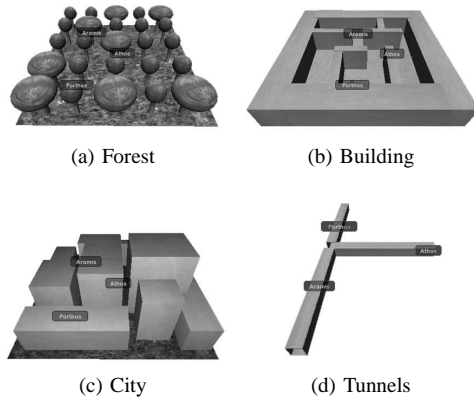 Aramis
Athos
Porthos
(a) Forest
Aramis
Athos
Porthos
(b) Building
Aramis
Athos
Porthos
(c) City
Porthos
Athos
Aramis
(d) Tunnels